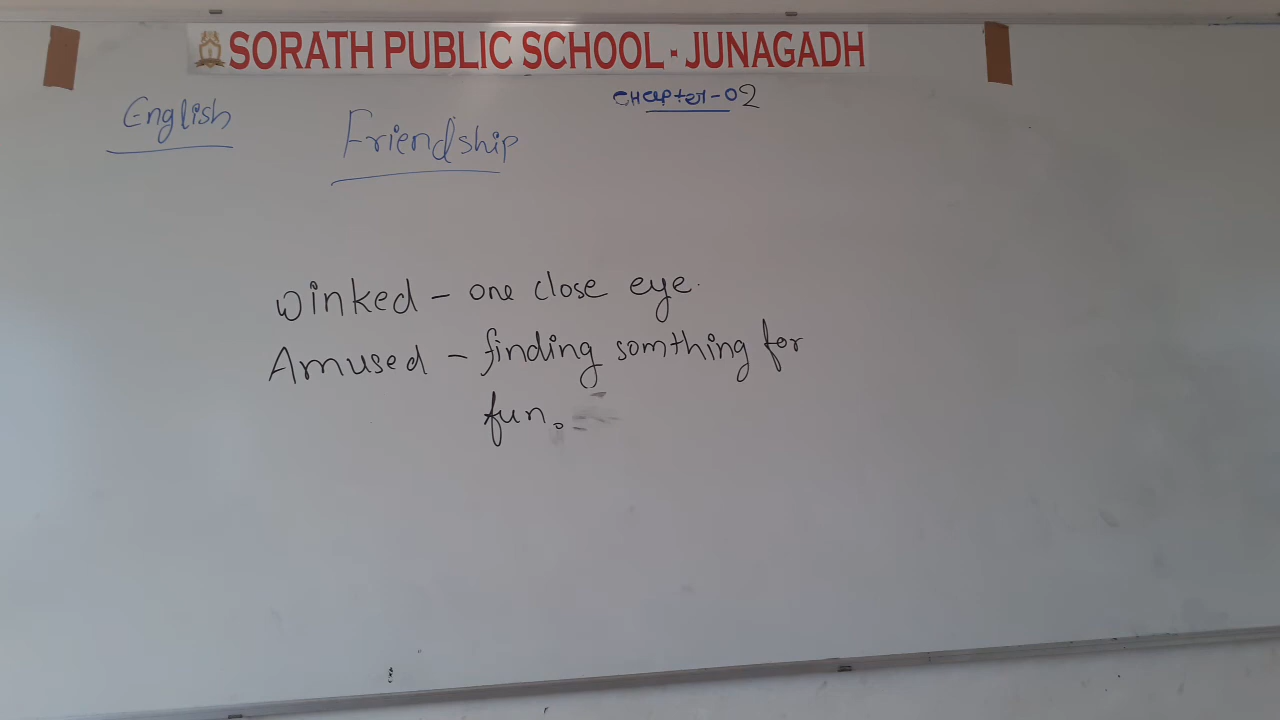 SORATH PUBLIC SCHOOL - JUNAGADH
CHapter-02
English
Friendship
Winked - one close eye.
Amused - finding somthing for
fun.